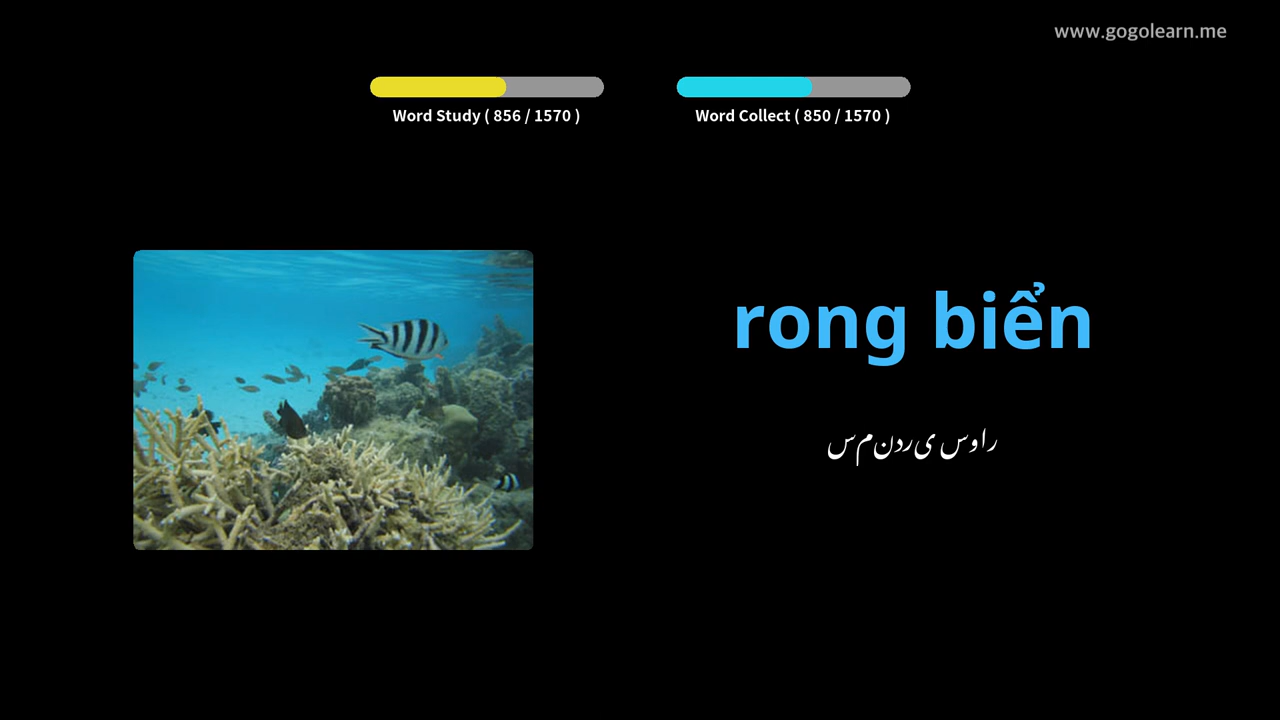 www.gogolearn.me
Word Study ( 856 / 1570 )
Word Collect ( 850 / 1570 )
rong biển
سمندری سوار